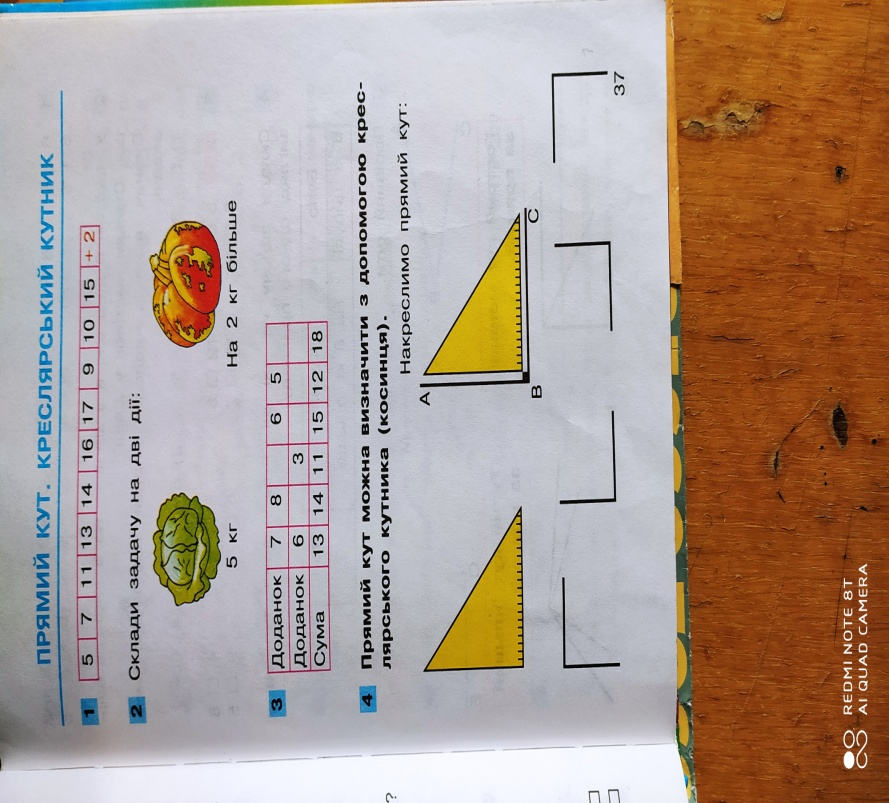 ПРЯМИЙ КУТ. КРЕСЛЯРСЬКИЙ КУТНИК
1 5 7 11 13 14 16 17 9 10 15 + 2
2 Склади задачу на дві дії:
5 кг На 2 кг більше
3 Доданок 7 8 6 5
Доданок 6 3
Сума 13 14 11 15 12 18
4 Прямий кут можна визначити з допомогою крес-
лярського кутника (косинця).
Накреслимо прямий кут:
A
B C
37
?
REDMI NOTE 8T
AI QUAD CAMERA